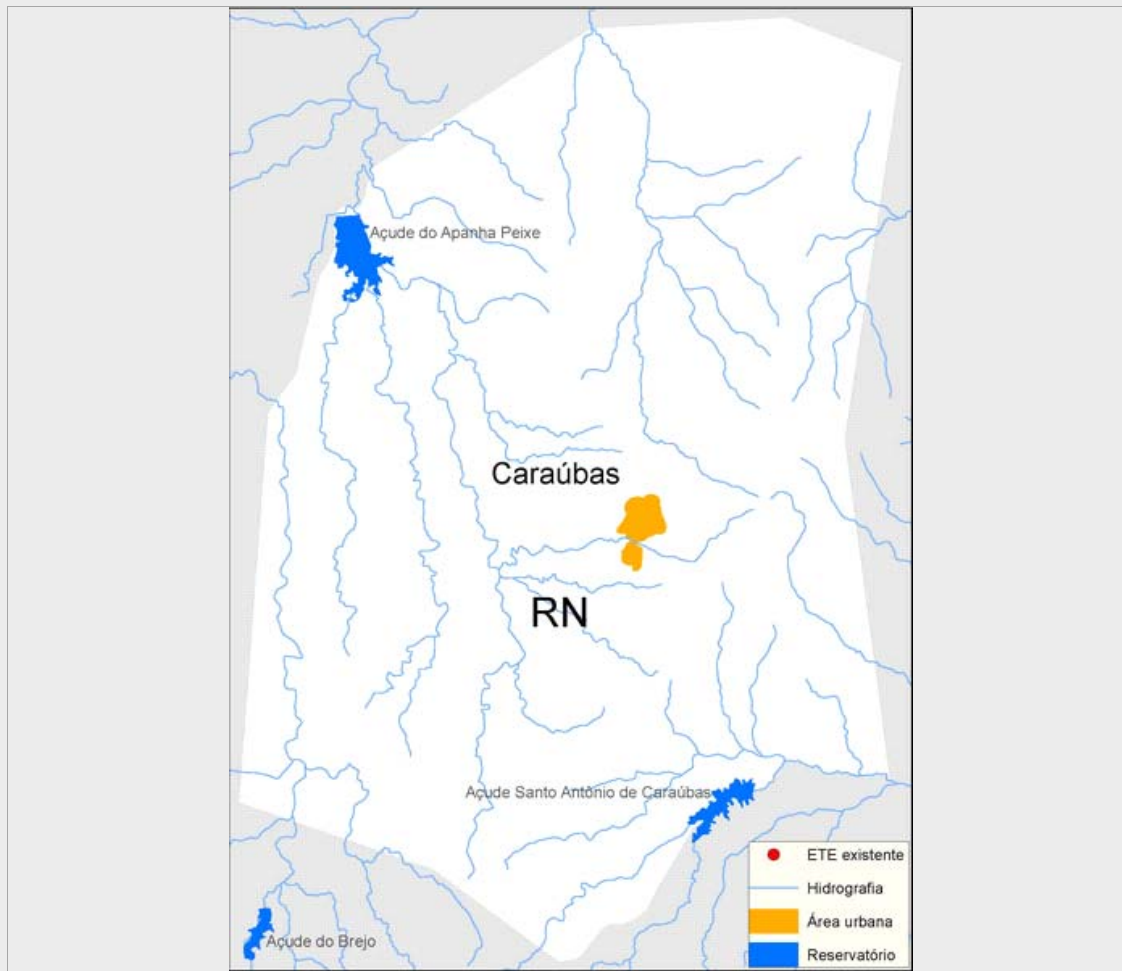 Açude do Apanha Peixe
Caraúbas
RN
Açude Santo Antônio de Caraúbas
Açude do Brejo
ETE existente
Hidrografia
Área urbana
Reservatório